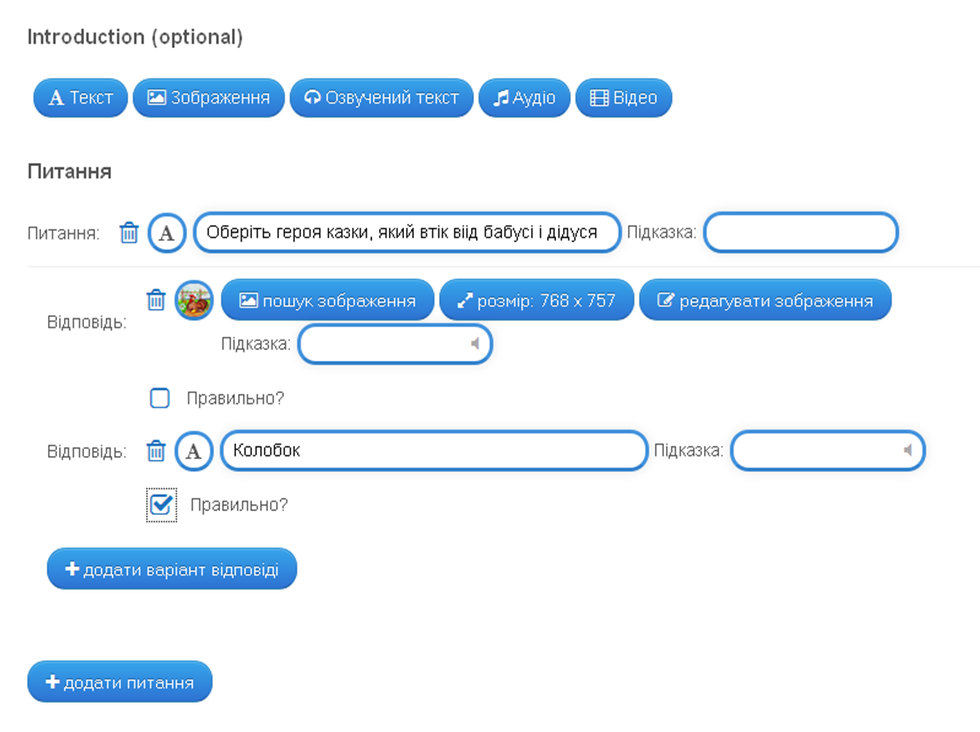 Introduction (optional)
A Текст Зображення Озвучений текст Аудіо Відео
Питання
Питання: A Оберіть героя казки, який втік віід бабусі і дідуся Підказка:
пошук зображення розмір: 768 x 757 редагувати зображення
Відповідь:
Підказка:
Правильно?
Відповідь: A Колобок Підказка:
Правильно?
+ додати варіант відповіді
+ додати питання